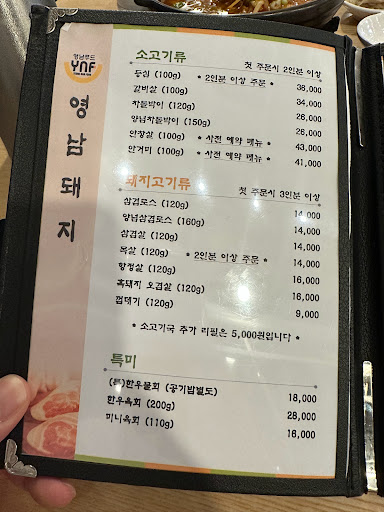 영남푸드
YNF
영남돼지
소고기류 첫 주문시 2인분 이상
등심 (100g) * 2인분 이상 주문 * 38,000
갈비살 (100g) 34,000
차돌박이 (120g) 26,000
양념차돌박이 (150g) 26,000
안창살 (100g) * 사전 예약 메뉴 * 43,000
안거미 (100g) * 사전 예약 메뉴 * 41,000
돼지고기류 첫 주문시 3인분 이상
삼겹로스 (120g) 14,000
양념삼겹로스 (160g) 14,000
삼겹살 (120g) 14,000
목살 (120g) * 2인분 이상 주문 * 14,000
항정살 (120g) 16,000
흑돼지 오겹살 (120g) 16,000
껍데기 (120g) 9,000
* 소고기국 추가 리필은 5,000원입니다 *
특미
(특)한우물회 (공기밥별도) 18,000
한우육회 (200g) 28,000
미니육회 (110g) 16,000